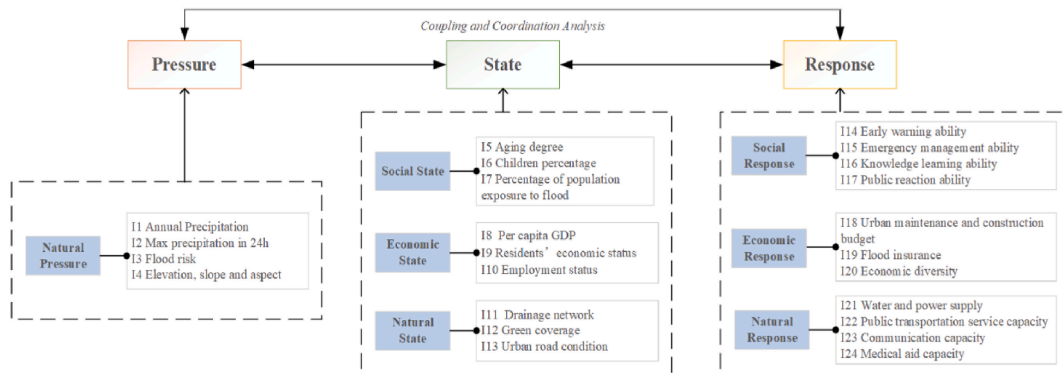 Coupling and Coordination Analysis
Pressure
State
Response
Natural
Pressure
I1 Annual Precipitation
I2 Max precipitation in 24h
I3 Flood risk
I4 Elevation, slope and aspect
Social State
I5 Aging degree
I6 Children percentage
I7 Percentage of population
exposure to flood
Economic
State
I8 Per capita GDP
I9 Residents’ economic status
I10 Employment status
Natural
State
I11 Drainage network
I12 Green coverage
I13 Urban road condition
Social
Response
I14 Early warning ability
I15 Emergency management ability
I16 Knowledge learning ability
I17 Public reaction ability
Economic
Response
I18 Urban maintenance and construction
budget
I19 Flood insurance
I20 Economic diversity
Natural
Response
I21 Water and power supply
I22 Public transportation service capacity
I23 Communication capacity
I24 Medical aid capacity